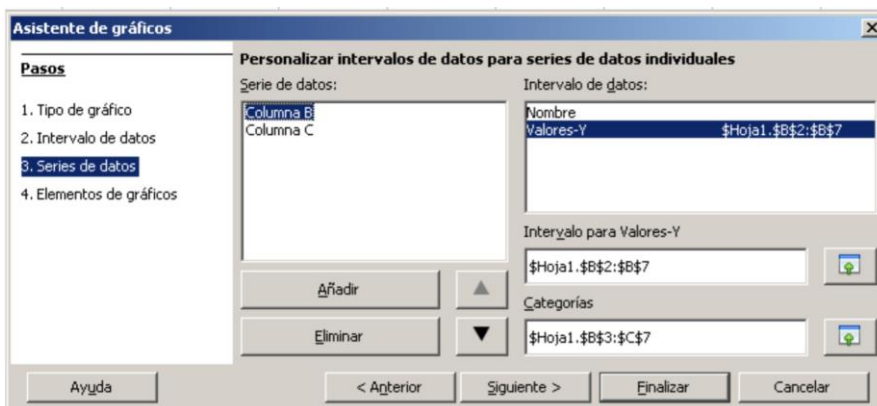 Asistente de gráficos
Pasos
1. Tipo de gráfico
2. Intervalo de datos
3. Series de datos
4. Elementos de gráficos
Personalizar intervalos de datos para series de datos individuales
Serie de datos:
Columna B
Columna C
Añadir
Eliminar
Intervalo de datos:
Nombre
Valores-Y $Hoja1.$B$2:$B$7
Intervalo para Valores-Y
$Hoja1.$B$2:$B$7
Categorías
$Hoja1.$B$3:$C$7
Ayuda
< Anterior
Siguiente >
Finalizar
Cancelar